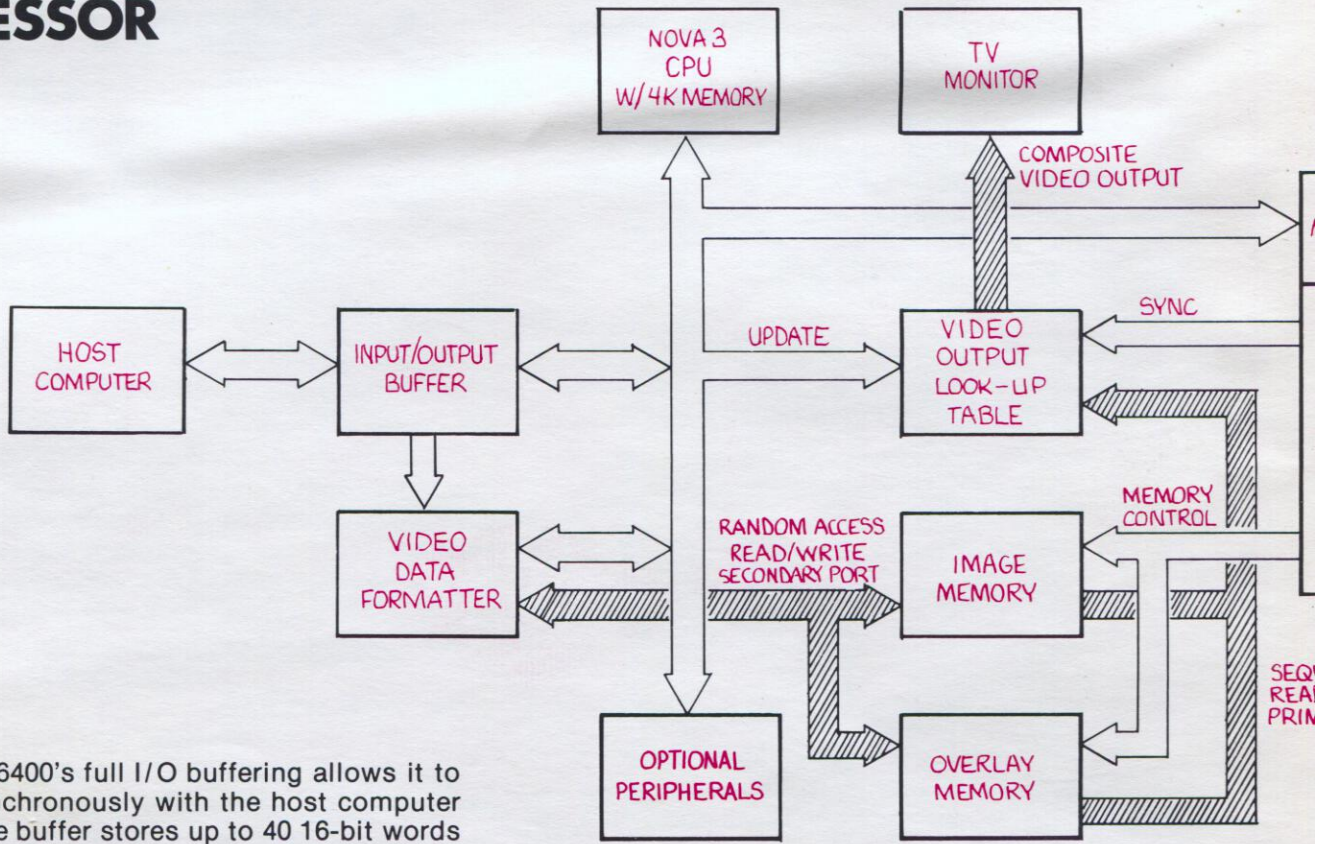 ESSOR
NOVA 3
CPU
W/4K MEMORY
TV
MONITOR
COMPOSITE
VIDEO OUTPUT
HOST
COMPUTER
INPUT/OUTPUT
BUFFER
UPDATE
VIDEO
OUTPUT
LOOK-UP
TABLE
SYNC
VIDEO
DATA
FORMATTER
RANDOM ACCESS
READ/WRITE
SECONDARY PORT
IMAGE
MEMORY
MEMORY
CONTROL
OPTIONAL
PERIPHERALS
OVERLAY
MEMORY
SEQU
REA
PRIM
6400's full I/O buffering allows it to
chronously with the host computer
e buffer stores up to 40 16-bit words